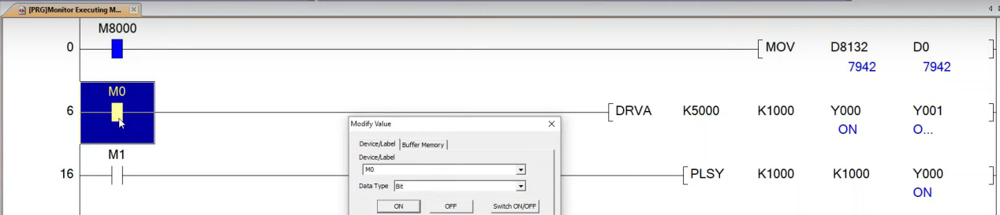 [PRG]Monitor Executing M...
M8000
0 MOV D8132 D0
7942 7942
M0
6 DRVA K5000 K1000 Y000 Y001
ON O...
M1
16 PLSY K1000 K1000 Y000
ON
Modify Value
Device/Label Buffer Memory
Device/Label
M0
Data Type Bit
ON OFF Switch ON/OFF